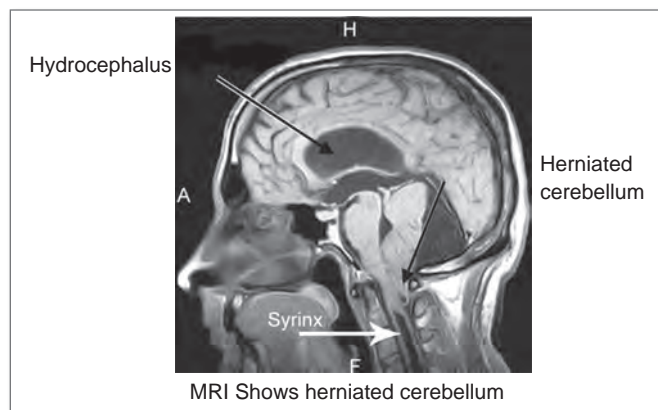 H
Hydrocephalus
Herniated
cerebellum
A
Syrinx
F
MRI Shows herniated cerebellum